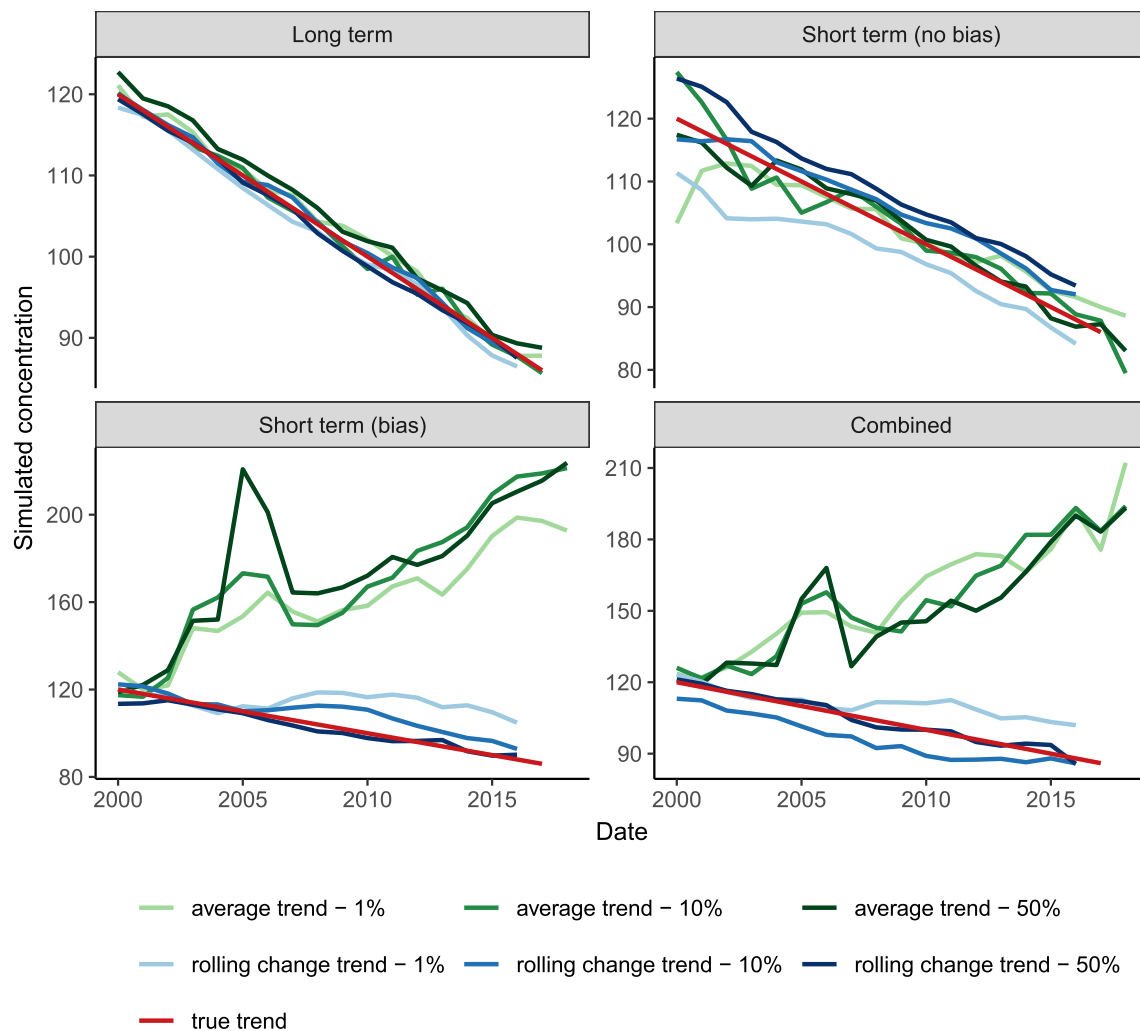 Long term
Short term (no bias)
120
110
100
90
120
110
100
90
80
Simulated concentration
Short term (bias)
Combined
200
160
120
80
210
180
150
120
90
2000 2005 2010 2015
2000 2005 2010 2015
Date
average trend − 1% average trend − 10% average trend − 50%
rolling change trend − 1% rolling change trend − 10% rolling change trend − 50%
true trend